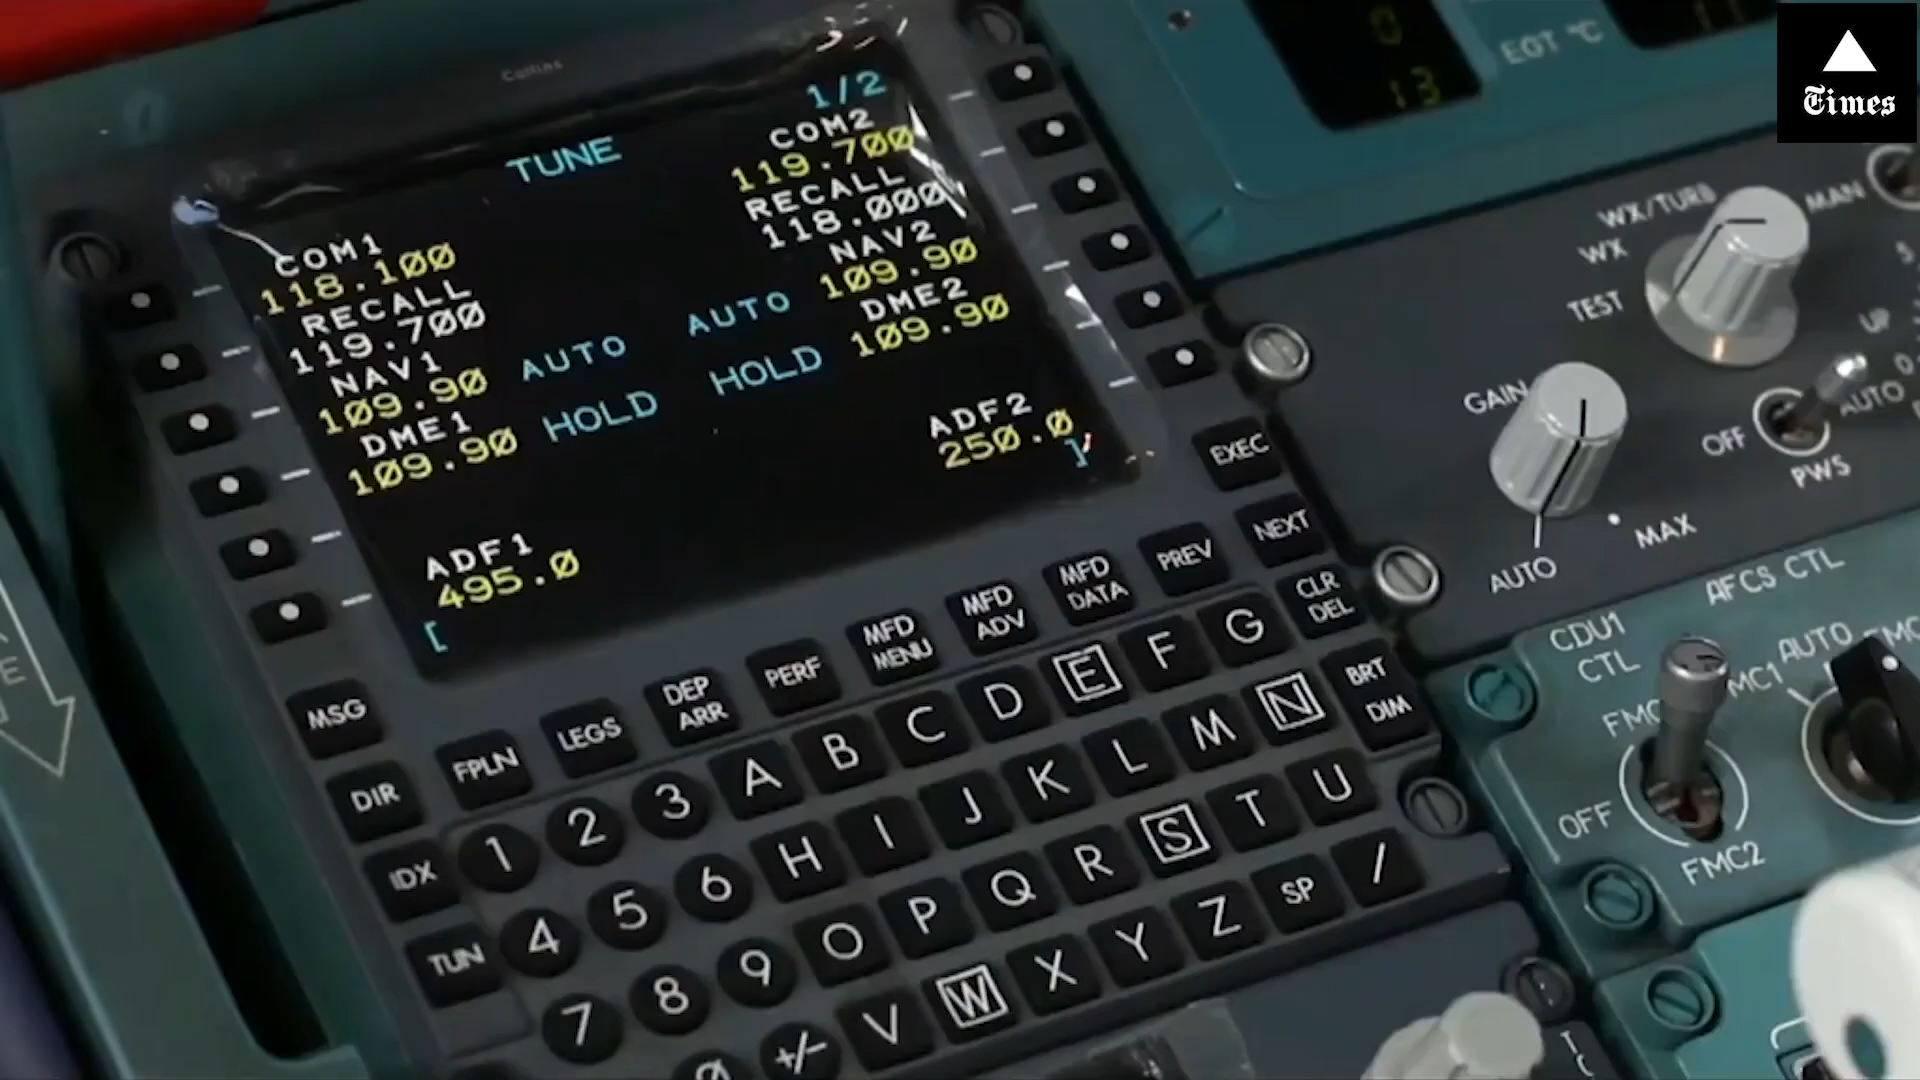 Collins
TUNE 1/2
COM1 COM2
118.100 119.700
RECALL RECALL
119.700 118.000
NAV1 NAV2
109.90 AUTO AUTO 109.90
DME1 DME2
109.90 HOLD HOLD 109.90
ADF1 ADF2
495.0 250.0
[ ]
EXEC
MSG
FPLN LEGS DEP ARR PERF MFD MENU MFD ADV MFD DATA PREV NEXT
DIR
1 2 3 A B C D E F G CLR DEL
IDX
4 5 6 H I J K L M N BRT DIM
TUN
7 8 9 O P Q R S T U
0 +/- V W X Y Z SP /
0
13
EOT °C
Times
WX/TURB
WX
TEST
MAN
GAIN
AUTO
MAX
UP
AUTO
OFF
PWS
AFCS CTL
CDU1
CTL
OFF
FMC2
AUTO